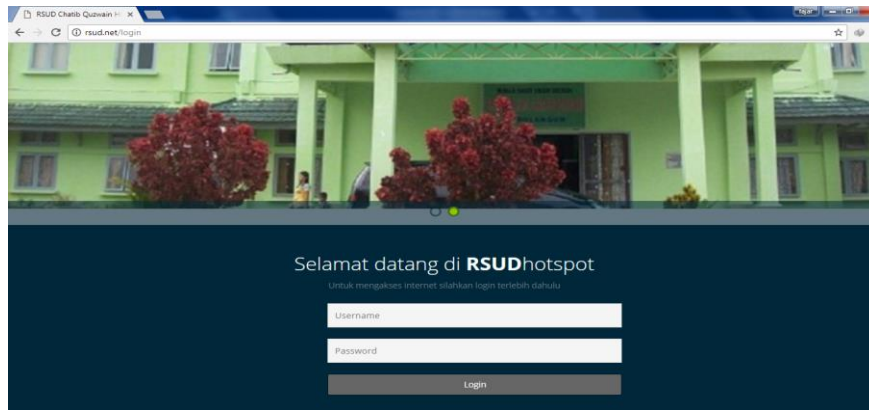 RSUD Chatib Quzwain H
fajar
rsud.net/login
Selamat datang di RSUDhotspot
Untuk mengakses internet silahkan login terlebih dahulu
Username
Password
Login